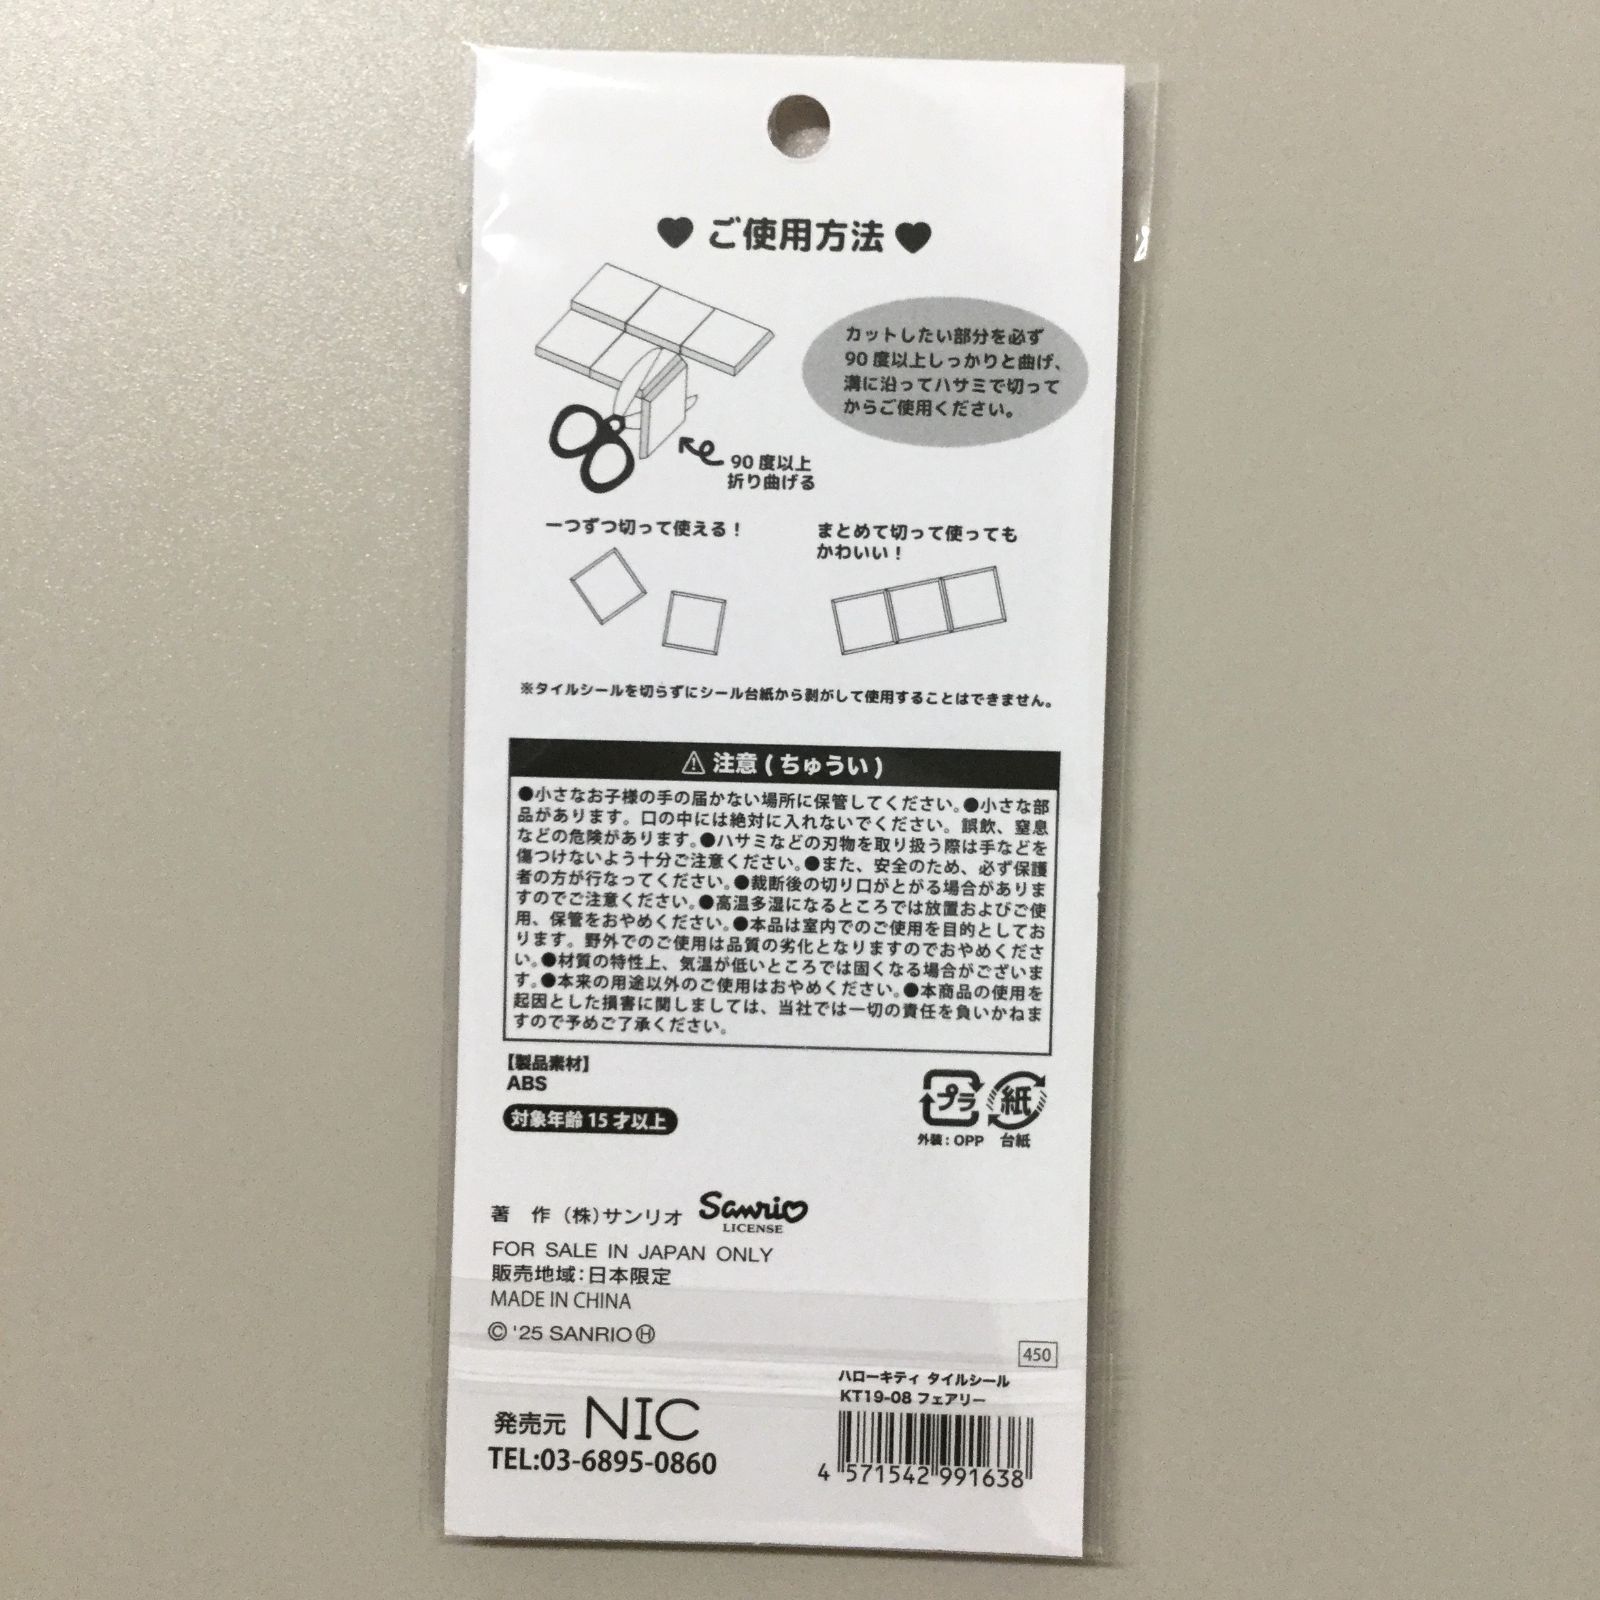 ♥ご使用方法♥
カットしたい部分を必ず
90度以上しっかりと曲げ、
溝に沿ってハサミで切って
からご使用ください。
90度以上
折り曲げる
一つずつ切って使える！
まとめて切って使っても
かわいい！
※タイルシールを切らずにシール台紙から剥がして使用することはできません。
⚠注意(ちゅうい)
●小さなお子様の手の届かない場所に保管してください。●小さな部
品があります。口の中には絶対に入れないでください。誤飲、窒息
などの危険があります。●ハサミなどの刃物を取り扱う際は手などを
傷つけないよう十分ご注意ください。●また、安全のため、必ず保護
者の方が行なってください。●裁断後の切り口がとがる場合がありま
すのでご注意ください。●高温多湿になるところでは放置およびご使
用、保管をおやめください。●本品は室内でのご使用を目的としてお
ります。野外でのご使用は品質の劣化となりますのでおやめくださ
い。●材質の特性上、気温が低いところでは固くなる場合がございま
す。●本来の用途以外のご使用はおやめください。●本商品の使用を
起因とした損害に関しましては、当社では一切の責任を負いかねま
すので予めご了承ください。
【製品素材】
ABS
対象年齢15才以上
プラ 紙
外装：OPP 台紙
著　作（株）サンリオ Sanrio
LICENSE
FOR SALE IN JAPAN ONLY
販売地域：日本限定
MADE IN CHINA
© '25 SANRIO Ⓗ
450
ハローキティ タイルシール
KT19-08 フェアリー
発売元 NIC
TEL:03-6895-0860
4 571542 991638